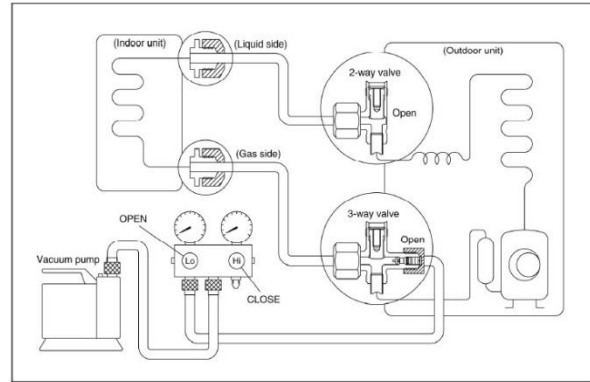 (Indoor unit)
(Liquid side)
(Outdoor unit)
2-way valve
Open
(Gas side)
OPEN
3-way valve
Open
Vacuum pump
Lo
Hi
CLOSE